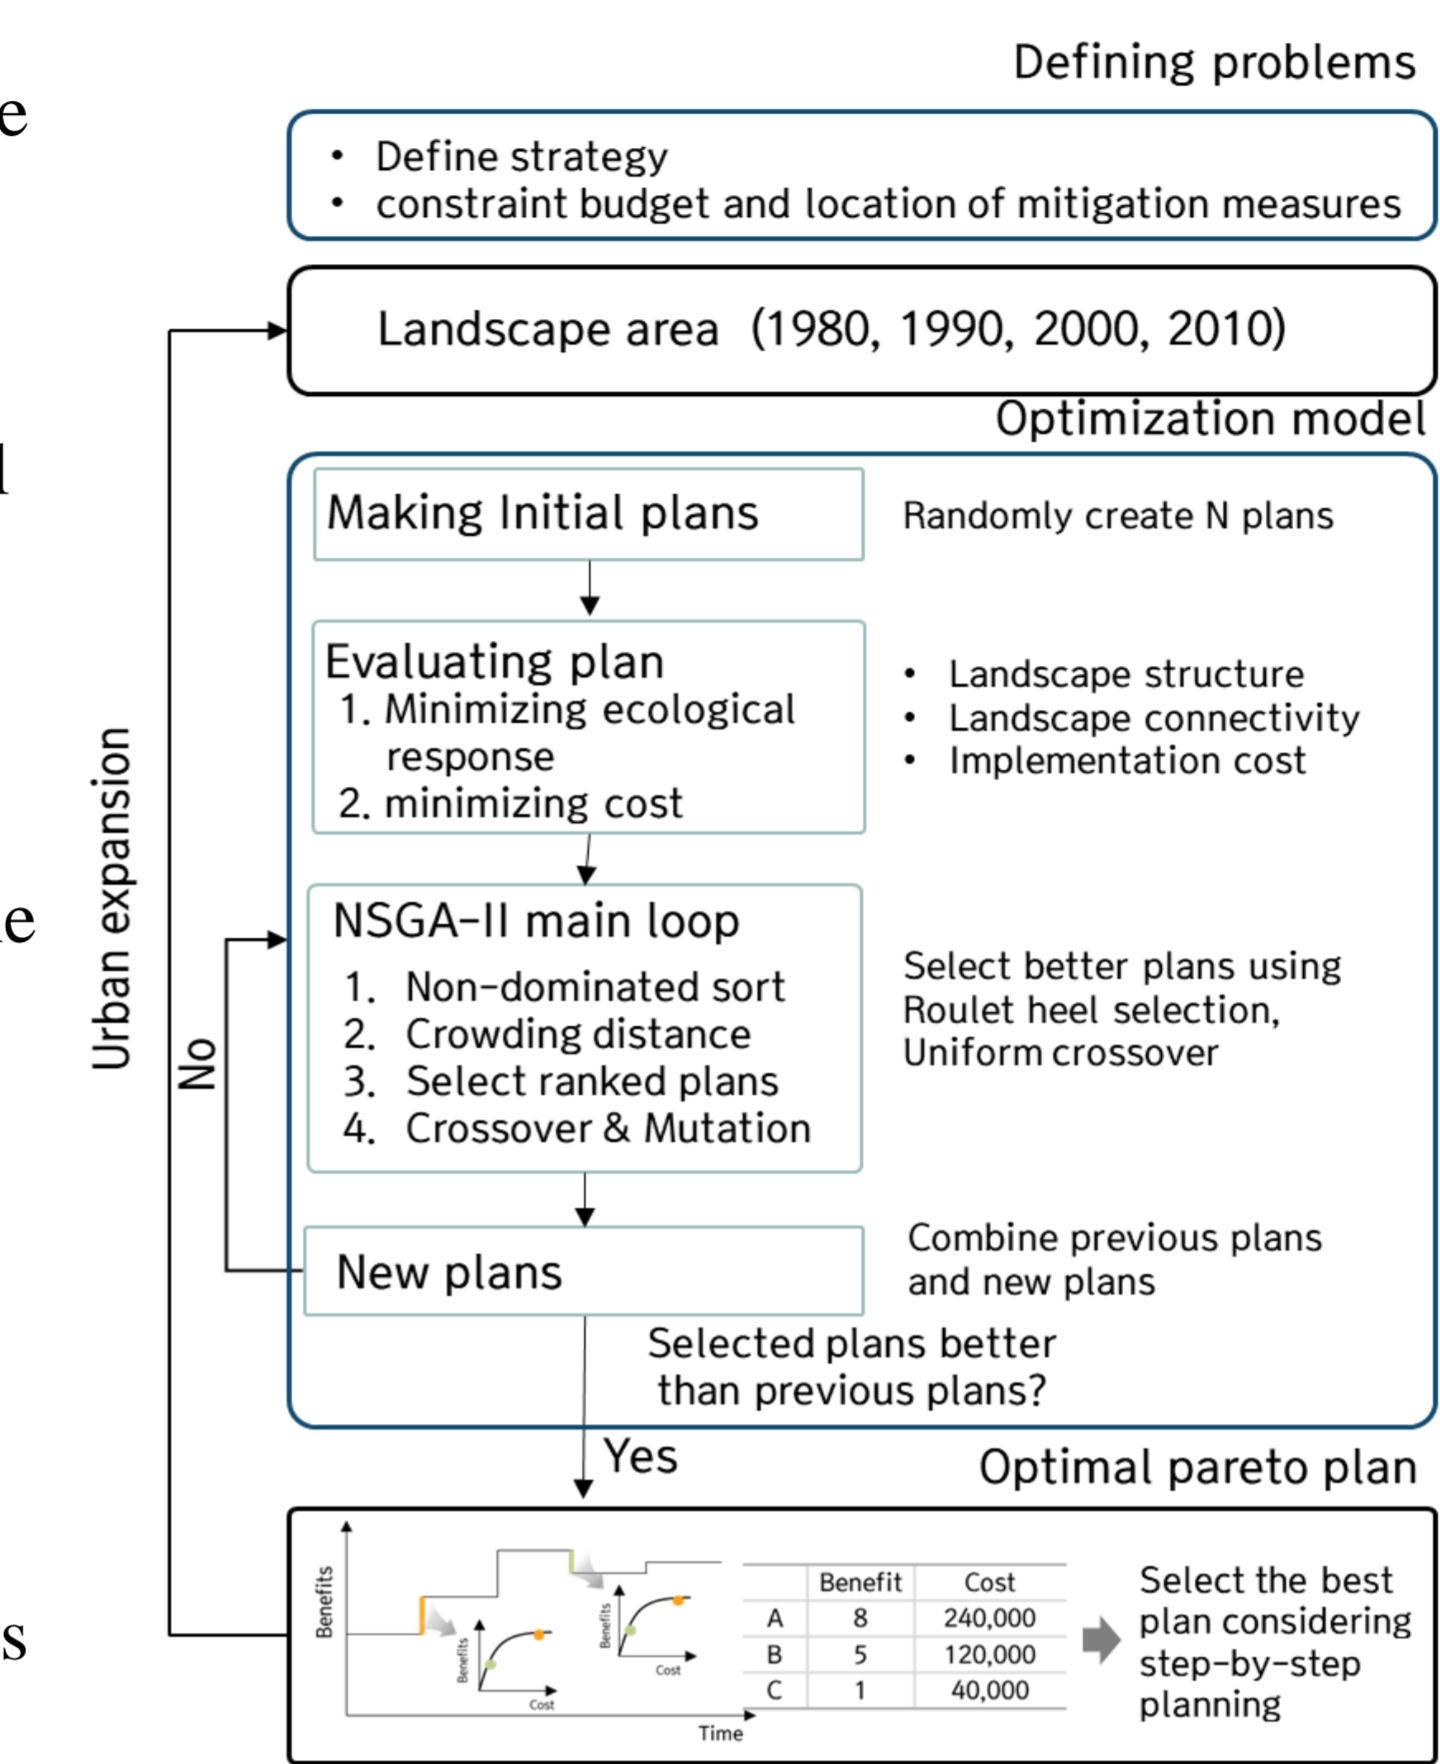 e
Defining problems
• Define strategy
• constraint budget and location of mitigation measures
Landscape area (1980, 1990, 2000, 2010)
Optimization model
l
Making Initial plans
Randomly create N plans
Evaluating plan
1. Minimizing ecological
response
2. minimizing cost
• Landscape structure
• Landscape connectivity
• Implementation cost
Urban expansion
e
NSGA-II main loop
1. Non-dominated sort
2. Crowding distance
3. Select ranked plans
4. Crossover & Mutation
Select better plans using
Roulet heel selection,
Uniform crossover
No
New plans
Combine previous plans
and new plans
Selected plans better
than previous plans?
Yes
Optimal pareto plan
s
Benefits
Benefits
Cost
Benefits
Cost
Time
Benefit Cost
A 8 240,000
B 5 120,000
C 1 40,000
Select the best
plan considering
step-by-step
planning